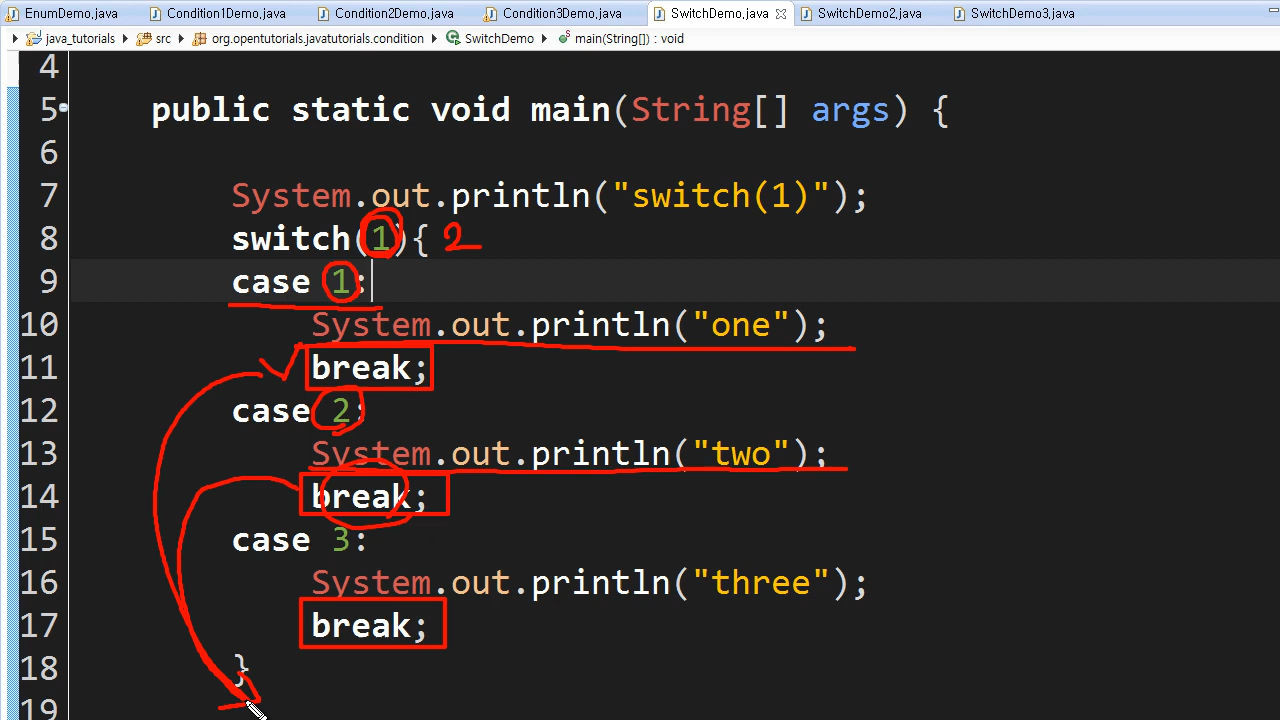 EnumDemo.java Condition1Demo.java Condition2Demo.java Condition3Demo.java SwitchDemo.java SwitchDemo2.java SwitchDemo3.java
java_tutorials src org.opentutorials.javatutorials.condition SwitchDemo main(String[]) : void
4
5 public static void main(String[] args) {
6
7 System.out.println("switch(1)");
8 switch(1){ 2
9 case 1:
10 System.out.println("one");
11 break;
12 case 2:
13 System.out.println("two");
14 break;
15 case 3:
16 System.out.println("three");
17 break;
18 }
19